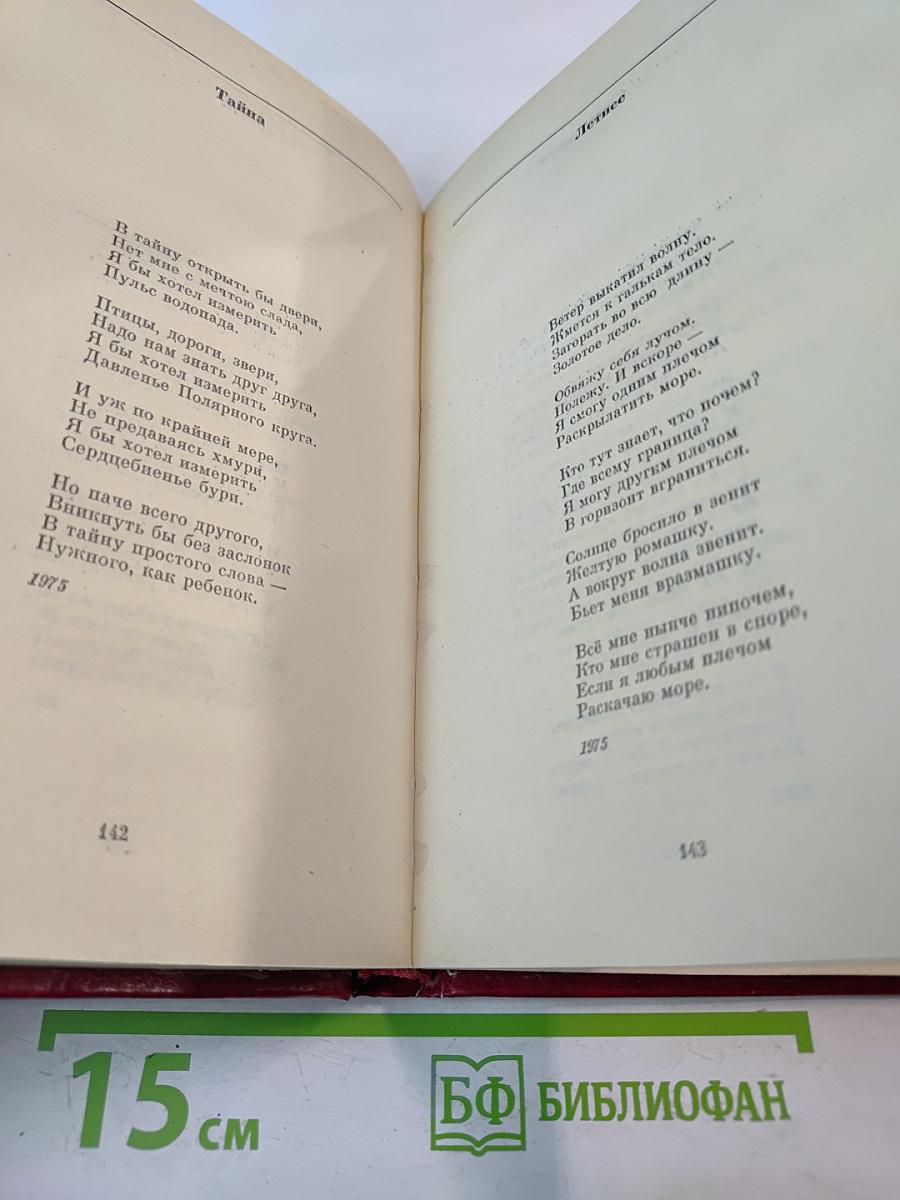 Тайна
В тайну открыть бы двери,
Нет мне с мечтою слада,
Я бы хотел измерить
Пульс водопада.
Птицы, дороги, звери,
Надо нам знать друг друга,
Я бы хотел измерить
Давленье Полярного круга.
И уж по крайней мере,
Не предаваясь хмури,
Я бы хотел измерить
Сердцебиенье бури.
Но паче всего другого,
Вникнуть бы без заслонок
В тайну простого слова —
Нужного, как ребенок.
1975
142
Летнее
Ветер выкатил волну.
Жмется к галькам тело.
Загорать во всю длину —
Золотое дело.
Обвяжу себя лучом.
Полежу. И вскоре —
Я смогу одним плечом
Раскрылатить море.
Кто тут знает, что почем?
Где всему граница?
Я могу другим плечом
В горизонт вграниться.
Солнце бросило в зенит
Желтую ромашку.
А вокруг волна звенит.
Бьет меня вразмашку.
Всё мне нынче нипочем,
Кто мне страшен в споре,
Если я любым плечом
Раскачаю море.
1975
143
15 см
БФ БИБЛИОФАН